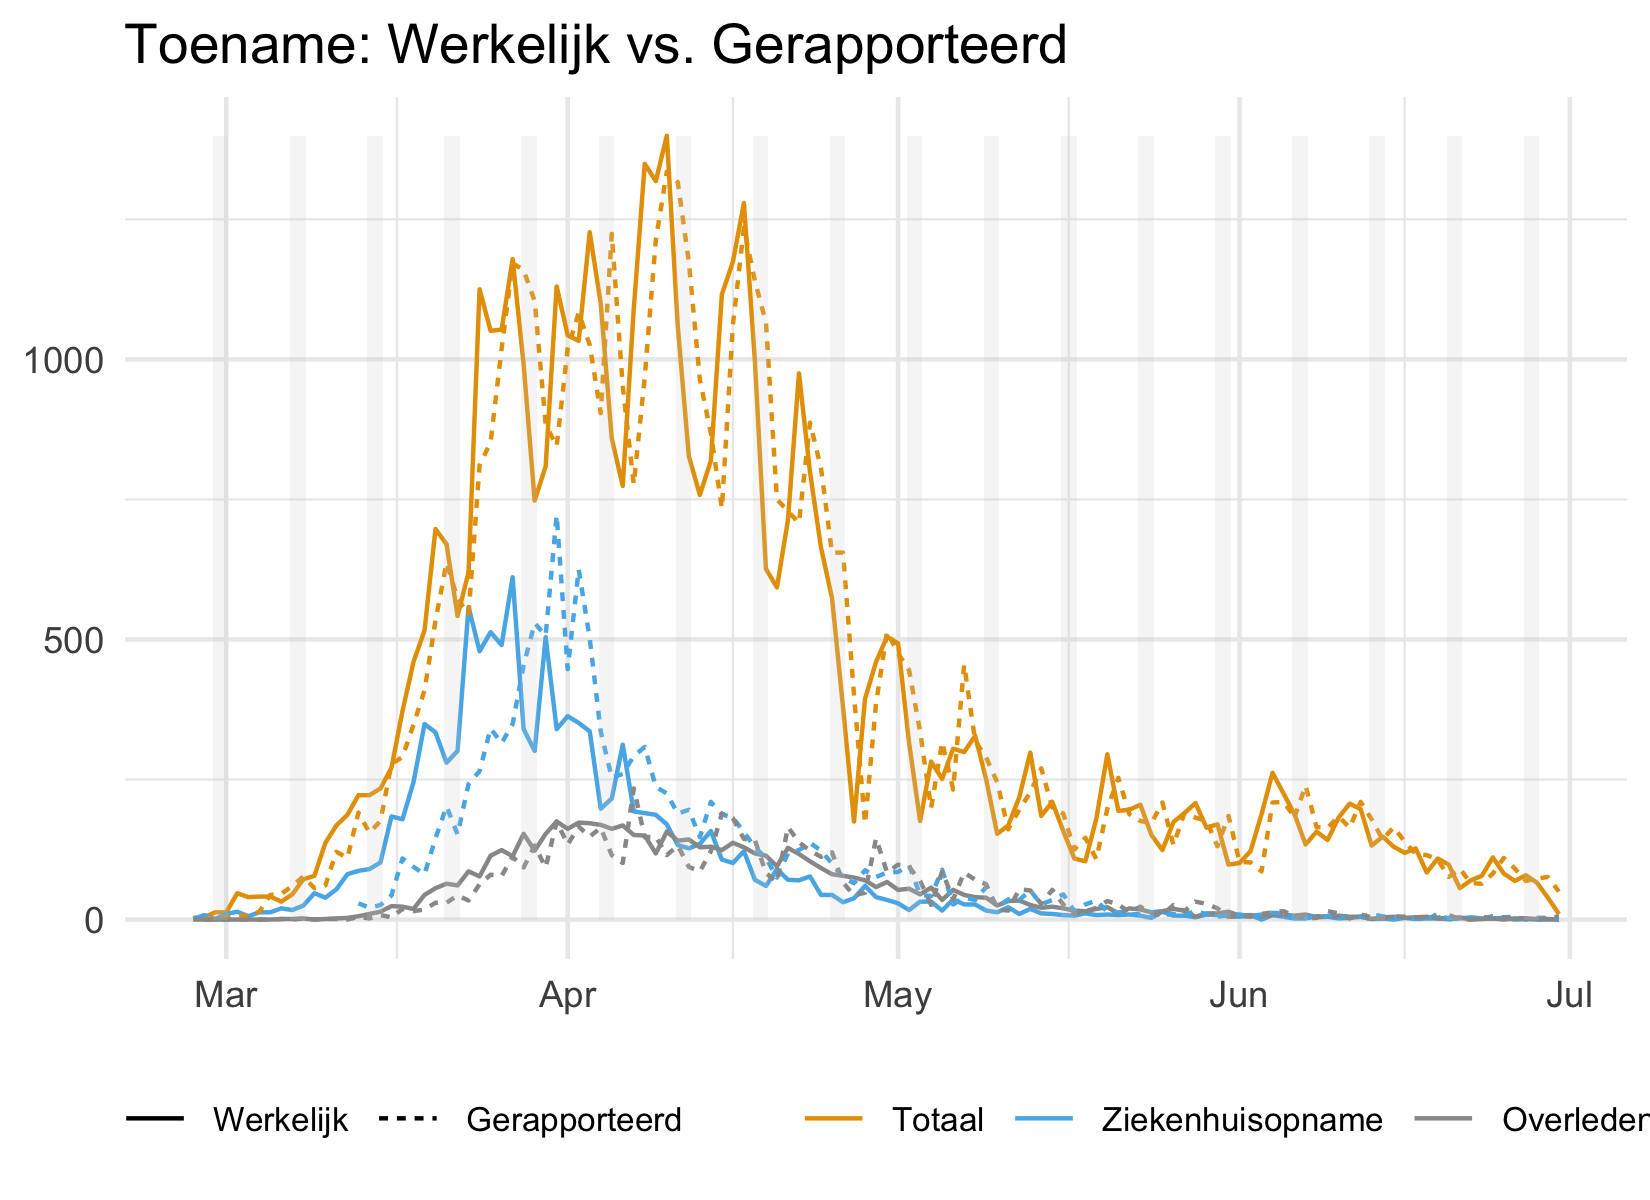 Toename: Werkelijk vs. Gerapporteerd
1000
500
0
Mar Apr May Jun Jul
Werkelijk Gerapporteerd Totaal Ziekenhuisopname Overleden